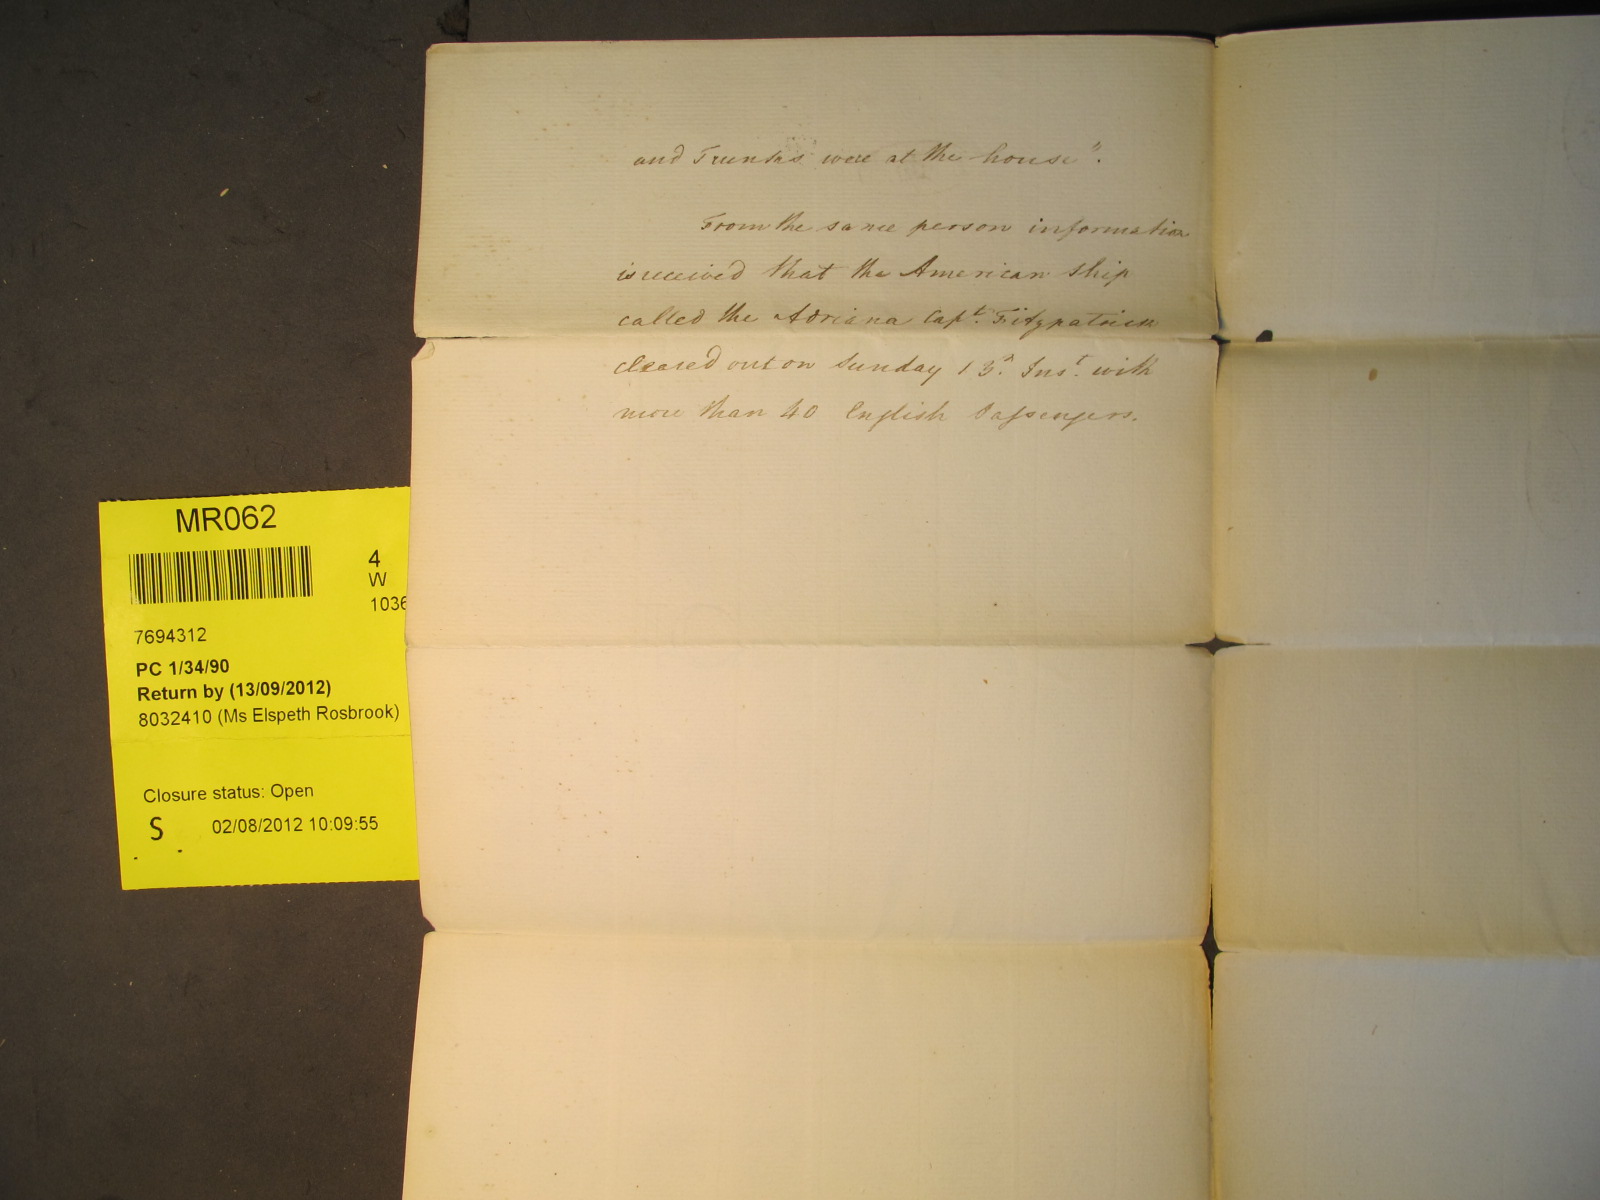 and Trunks were at the house".
From the same person information
is received that the American ship
called the Adriana Capt. Fitzpatrick
cleared out on Sunday 13th. Inst. with
more than 40 English Passengers.
MR062
4
W
1036
7694312
PC 1/34/90
Return by (13/09/2012)
8032410 (Ms Elspeth Rosbrook)
Closure status: Open
S 02/08/2012 10:09:55